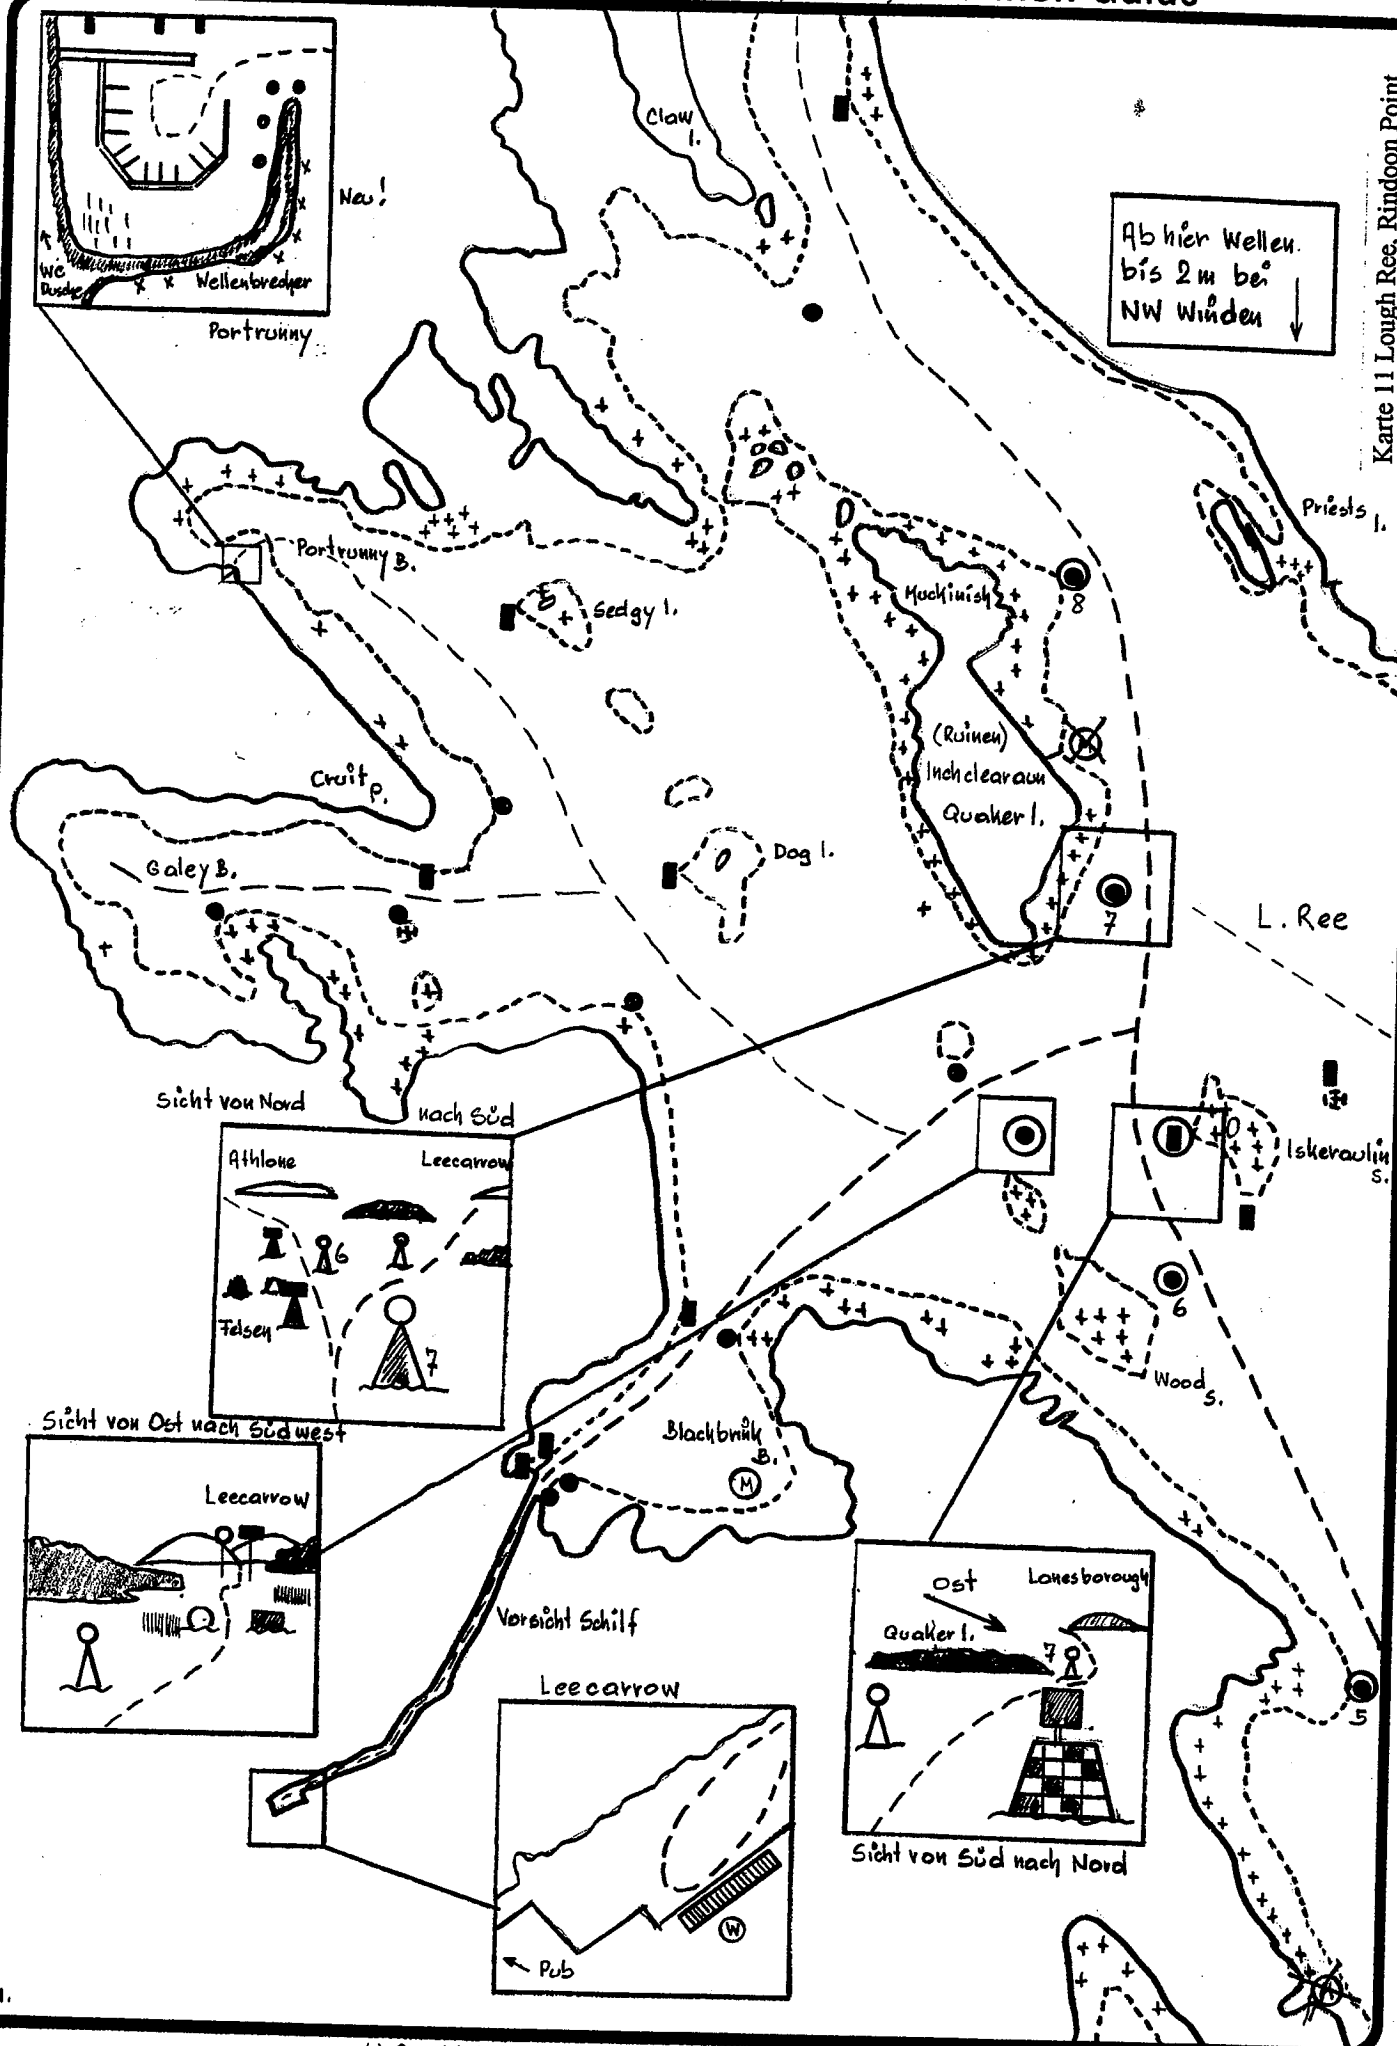 Guide
Karte 11 Lough Ree, Rindoon Point
Neu!
WC
Dusche
Wellenbrecher
Portrunny
Claw
I.
Ab hier Wellen
bis 2m bei
NW Winden
Priests
I.
Portrunny B.
Sedgy I.
Muckinish
8
(Ruinen)
Inchclearaun
Quaker I.
Cruit
P.
Galey B.
Dog I.
7
L. Ree
Iskeraulin
S.
6
Wood
S.
Sicht von Nord
nach Süd
Athlone
Leecarrow
6
Felsen
7
Sicht von Ost nach Südwest
Leecarrow
Blackbrink
B.
M
Vorsicht Schilf
Leecarrow
W
Pub
Ost
Lanesborough
Quaker I.
7
Sicht von Süd nach Nord
5